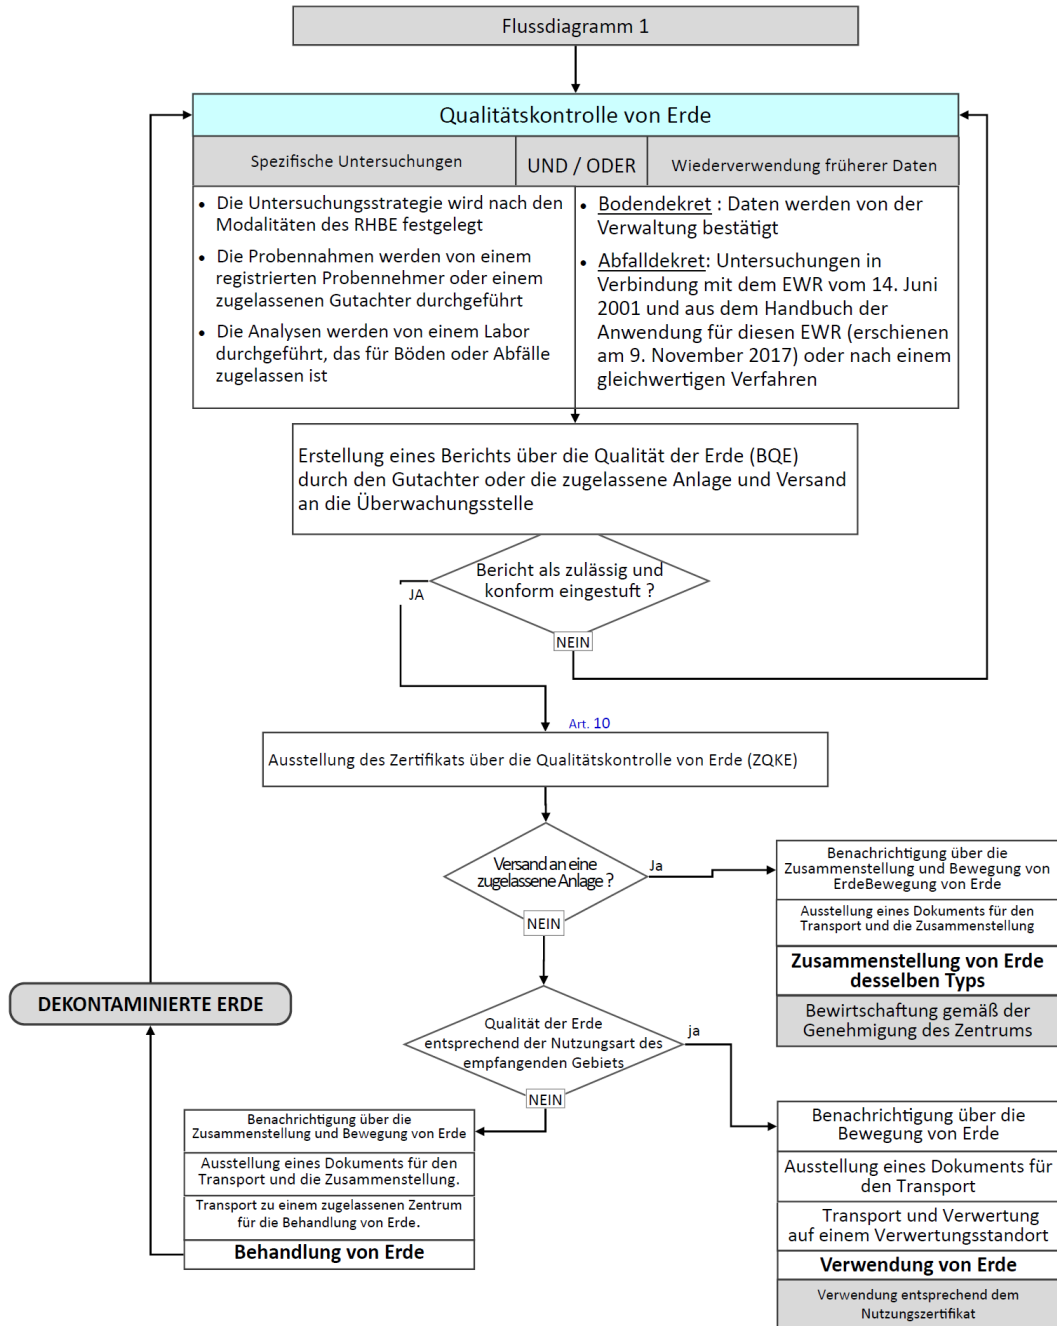 Flussdiagramm 1
Qualitätskontrolle von Erde
Spezifische Untersuchungen
UND / ODER
Wiederverwendung früherer Daten
• Die Untersuchungsstrategie wird nach den
Modalitäten des RHBE festgelegt
• Die Probennahmen werden von einem
registrierten Probennehmer oder einem
zugelassenen Gutachter durchgeführt
• Die Analysen werden von einem Labor
durchgeführt, das für Böden oder Abfälle
zugelassen ist
• Bodendekret : Daten werden von der
Verwaltung bestätigt
• Abfalldekret: Untersuchungen in
Verbindung mit dem EWR vom 14. Juni
2001 und aus dem Handbuch der
Anwendung für diesen EWR (erschienen
am 9. November 2017) oder nach einem
gleichwertigen Verfahren
Erstellung eines Berichts über die Qualität der Erde (BQE)
durch den Gutachter oder die zugelassene Anlage und Versand
an die Überwachungsstelle
Bericht als zulässig und
konform eingestuft ?
JA
NEIN
Art. 10
Ausstellung des Zertifikats über die Qualitätskontrolle von Erde (ZQKE)
Versand an eine
zugelassene Anlage ?
Ja
NEIN
Benachrichtigung über die
Zusammenstellung und Bewegung von
ErdeBewegung von Erde
Ausstellung eines Dokuments für den
Transport und die Zusammenstellung
Zusammenstellung von Erde
desselben Typs
Bewirtschaftung gemäß der
Genehmigung des Zentrums
DEKONTAMINIERTE ERDE
Qualität der Erde
entsprechend der Nutzungsart des
empfangenden Gebiets
ja
NEIN
Benachrichtigung über die
Zusammenstellung und Bewegung von Erde
Ausstellung eines Dokuments für den
Transport und die Zusammenstellung.
Transport zu einem zugelassenen Zentrum
für die Behandlung von Erde.
Behandlung von Erde
Benachrichtigung über die
Bewegung von Erde
Ausstellung eines Dokuments für
den Transport
Transport und Verwertung
auf einem Verwertungsstandort
Verwendung von Erde
Verwendung entsprechend dem
Nutzungszertifikat